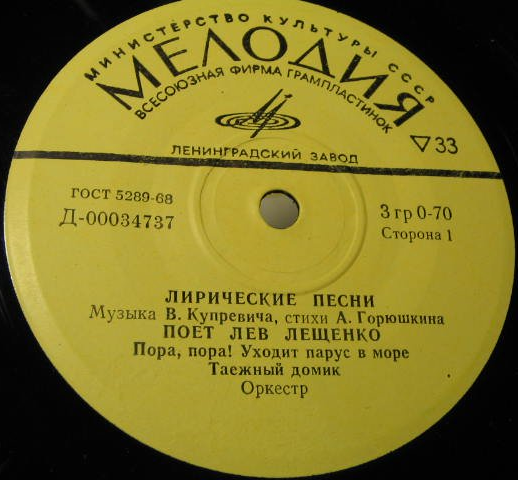 МИНИСТЕРСТВО КУЛЬТУРЫ СССР
МЕЛОДИЯ
ВСЕСОЮЗНАЯ ФИРМА ГРАМПЛАСТИНОК
▽33
ЛЕНИНГРАДСКИЙ ЗАВОД
ГОСТ 5289-68
Д-00034737
3 гр 0-70
Сторона 1
ЛИРИЧЕСКИЕ ПЕСНИ
Музыка В. Купревича, стихи А. Горюшкина
ПОЕТ ЛЕВ ЛЕЩЕНКО
Пора, пора! Уходит парус в море
Таежный домик
Оркестр